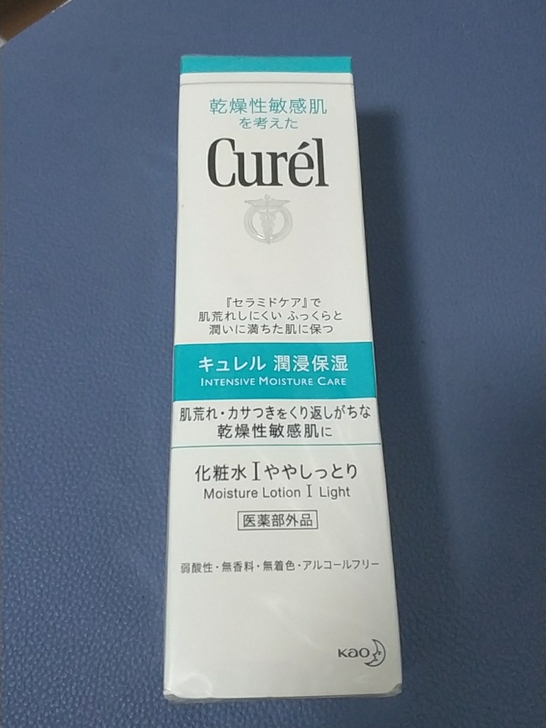 乾燥性敏感肌
を考えた
Curél
『セラミドケア』で
肌荒れしにくい ふっくらと
潤いに満ちた肌に保つ
キュレル 潤浸保湿
INTENSIVE MOISTURE CARE
肌荒れ・カサつきをくり返しがちな
乾燥性敏感肌に
化粧水Ⅰややしっとり
Moisture Lotion Ⅰ Light
医薬部外品
弱酸性・無香料・無着色・アルコールフリー
Kao